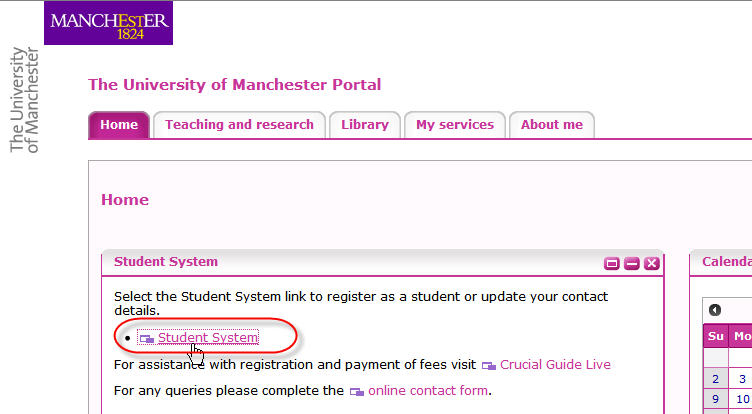 MANCHESTER
1824
The University
of Manchester
The University of Manchester Portal
Home
Teaching and research
Library
My services
About me
Home
Student System
Calenda
Select the Student System link to register as a student or update your contact
details.
Student System
For assistance with registration and payment of fees visit Crucial Guide Live
For any queries please complete the online contact form.
Su Mo
2 3
9 10